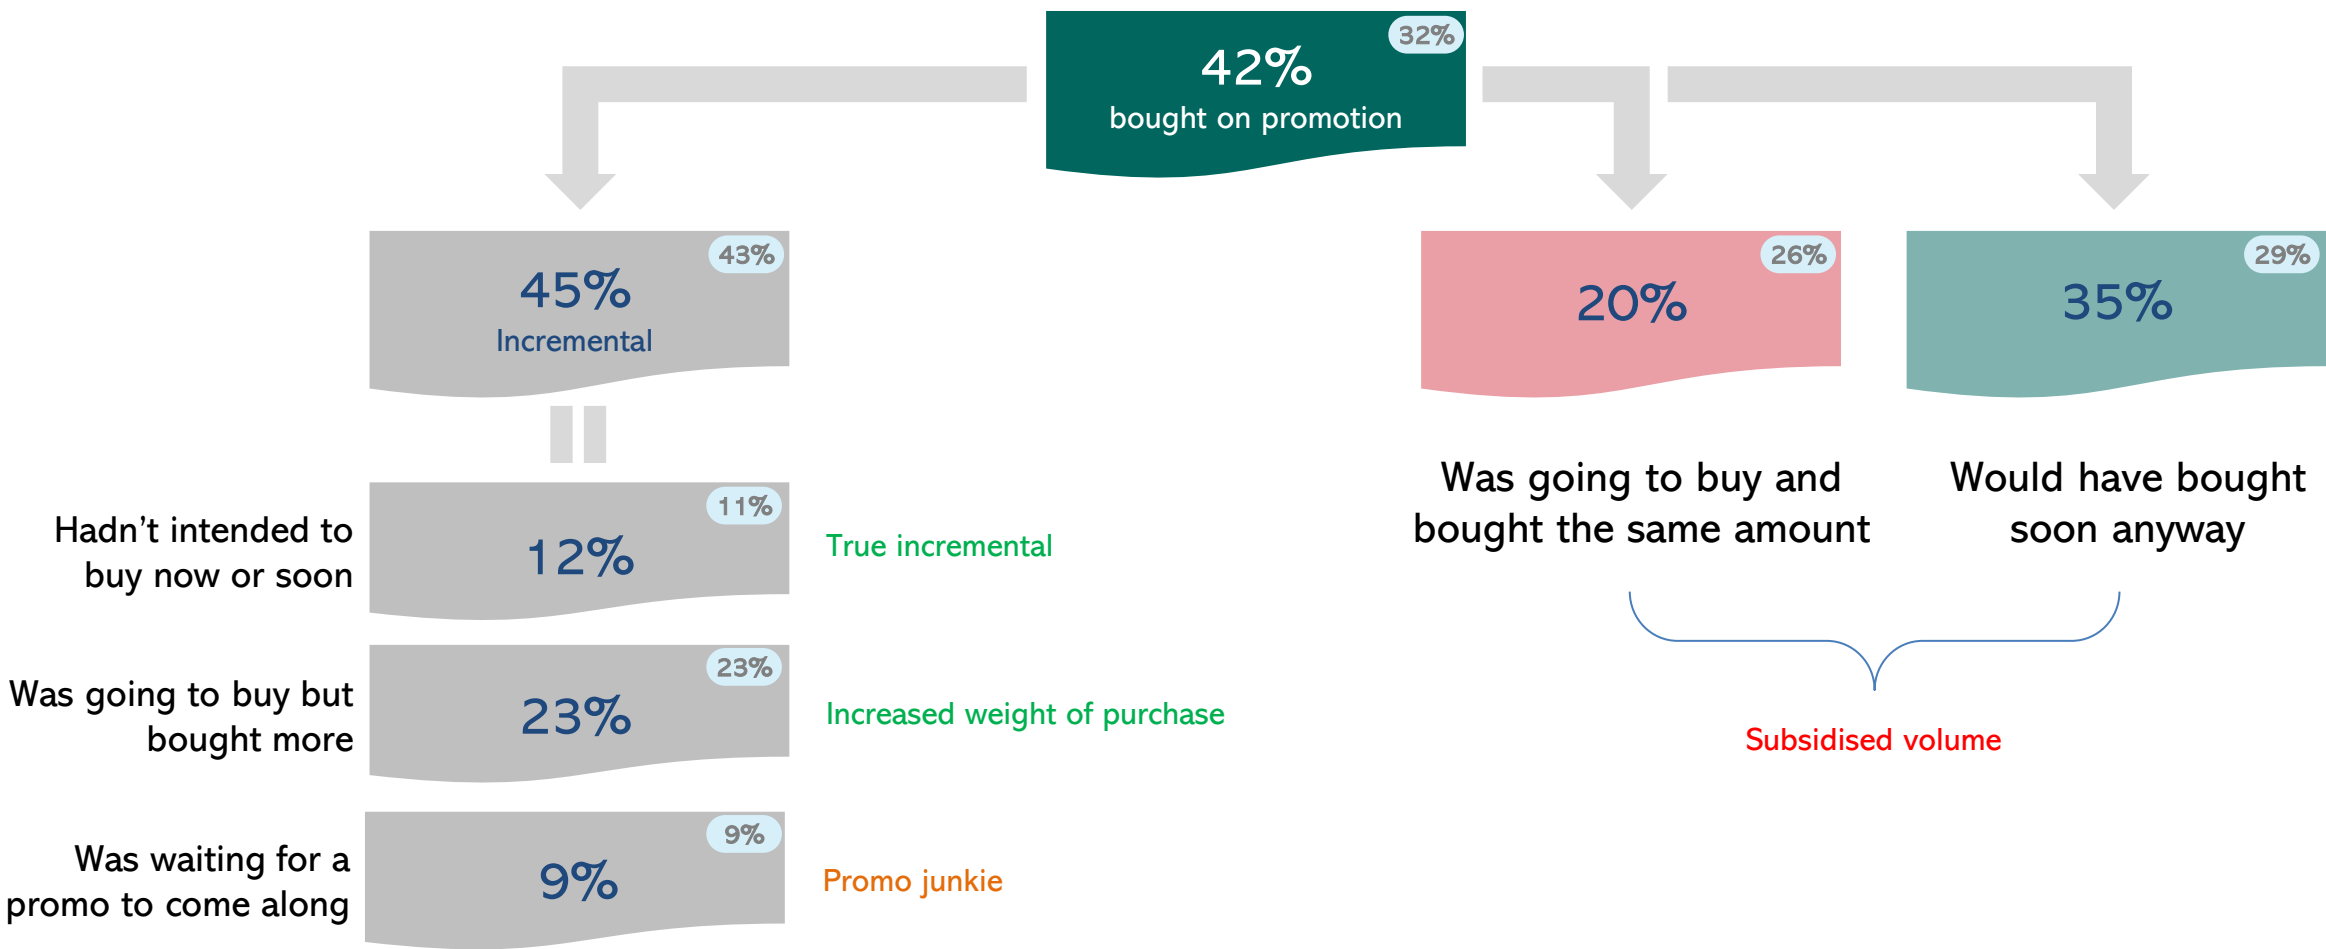 32%
42%
bought on promotion
43%
45%
Incremental
26%
20%
29%
35%
Was going to buy and
bought the same amount
Would have bought
soon anyway
Subsidised volume
Hadn’t intended to
buy now or soon
11%
12%
True incremental
Was going to buy but
bought more
23%
23%
Increased weight of purchase
Was waiting for a
promo to come along
9%
9%
Promo junkie